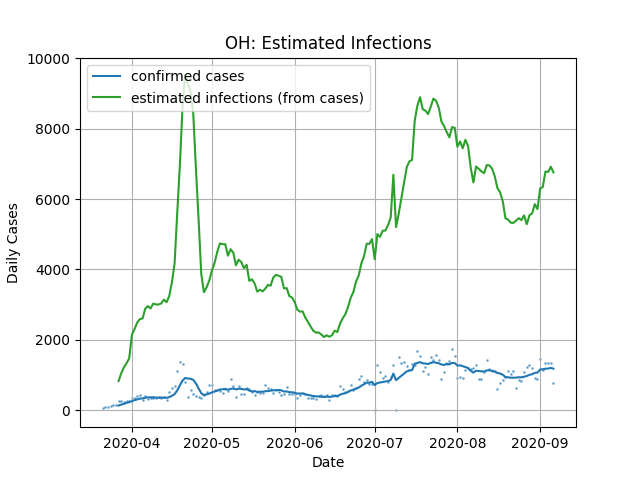 OH: Estimated Infections
confirmed cases
estimated infections (from cases)
Daily Cases
10000
8000
6000
4000
2000
0
2020-04
2020-05
2020-06
2020-07
2020-08
2020-09
Date